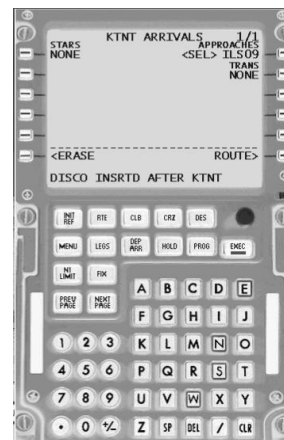 KTNT ARRIVALS 1/1
STARS APPROACHES
NONE <SEL> ILS09
TRANS
NONE
<ERASE ROUTE>
DISCO INSRTD AFTER KTNT
INIT REF RTE CLB CRZ DES
MENU LEGS DEP ARR HOLD PROG EXEC
N1 LIMIT FIX
PREV PAGE NEXT PAGE
A B C D E
F G H I J
1 2 3 K L M N O
4 5 6 P Q R S T
7 8 9 U V W X Y
. 0 +/- Z SP DEL / CLR